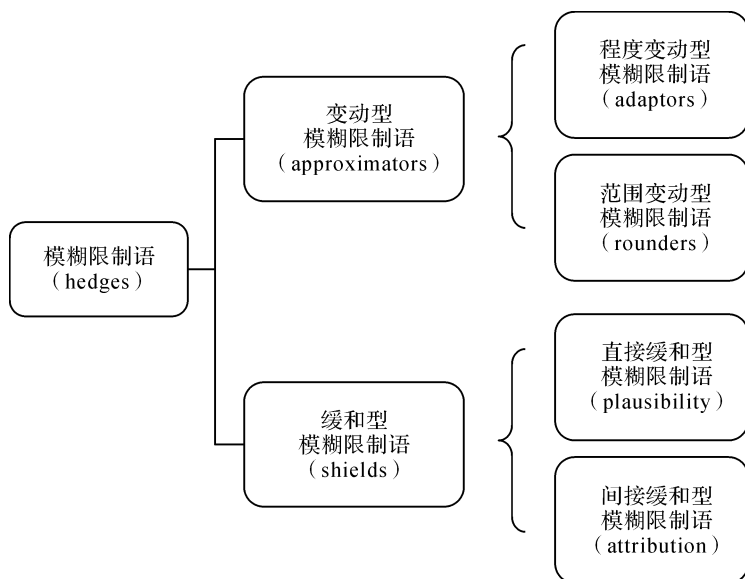 模糊限制语
(hedges)
变动型
模糊限制语
(approximators)
程度变动型
模糊限制语
(adaptors)
范围变动型
模糊限制语
(rounders)
缓和型
模糊限制语
(shields)
直接缓和型
模糊限制语
(plausibility)
间接缓和型
模糊限制语
(attribution)